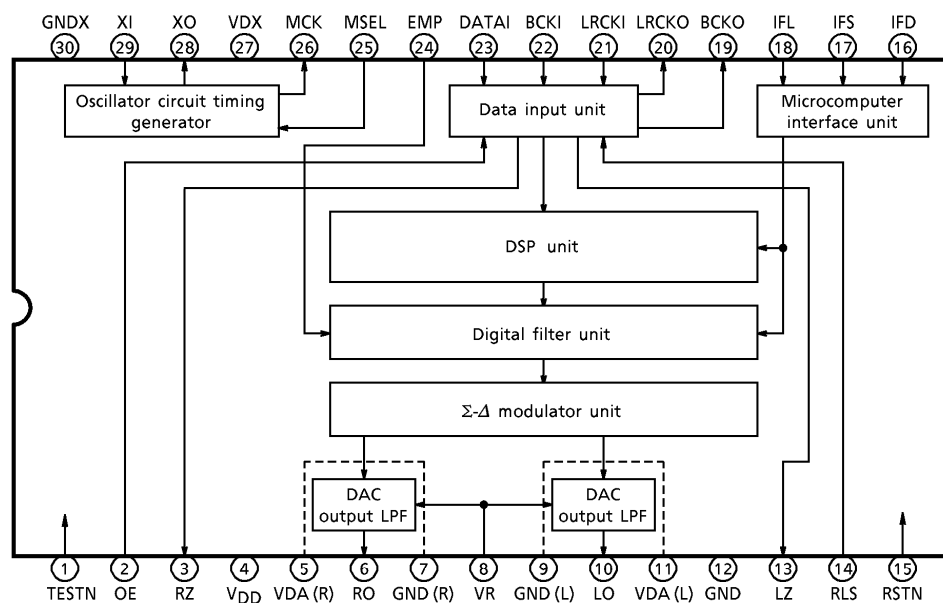 GNDX XI XO VDX MCK MSEL EMP DATAI BCKI LRCKI LRCKO BCKO IFL IFS IFD
30 29 28 27 26 25 24 23 22 21 20 19 18 17 16
Oscillator circuit timing
generator
Data input unit
Microcomputer
interface unit
DSP unit
Digital filter unit
Σ-Δ modulator unit
DAC
output LPF
DAC
output LPF
1 2 3 4 5 6 7 8 9 10 11 12 13 14 15
TESTN OE RZ VDD VDA (R) RO GND (R) VR GND (L) LO VDA (L) GND LZ RLS RSTN